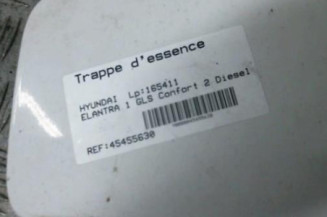 Trappe d'essence
HYUNDAI Lp:165411
ELANTRA 1 GLS Confort 2 Diesel
REF:45455630